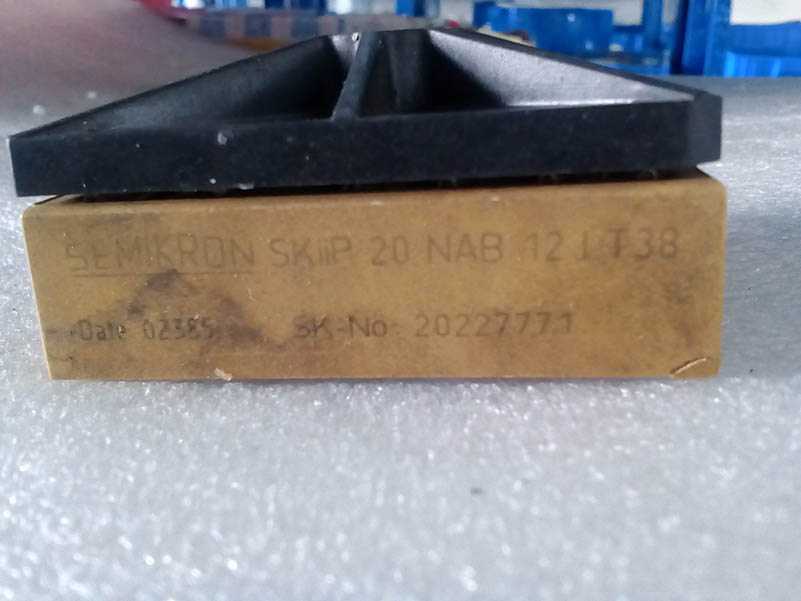 SEMIKRON SKiiP 20 NAB 12 I T38
Date 02385 SK-No 20227771